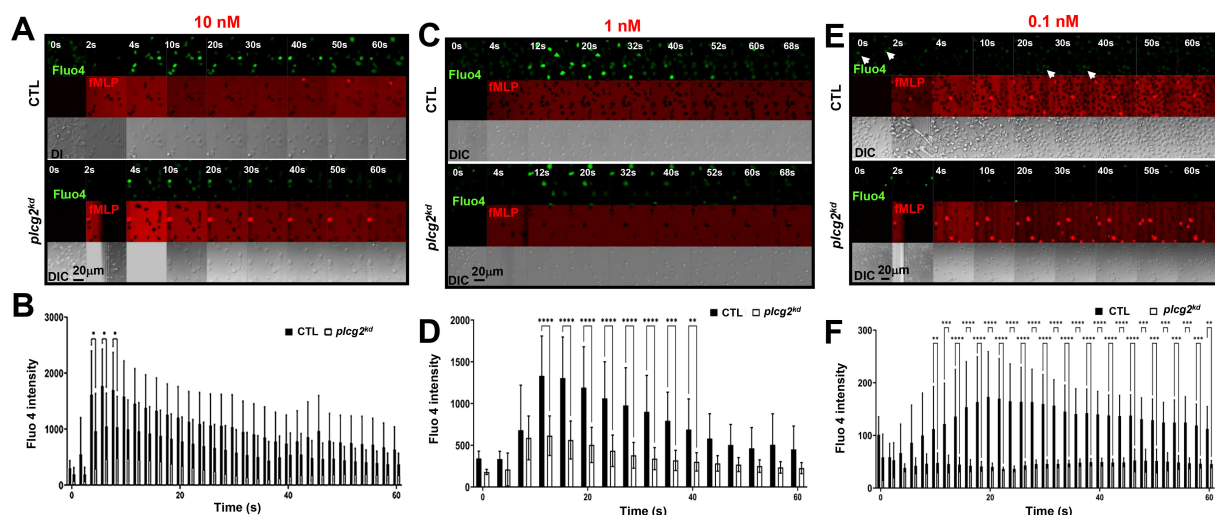 10 nM
1 nM
0.1 nM
A
0s 2s 4s 10s 20s 30s 40s 50s 60s
Fluo4
fMLP
CTL
DI
0s 2s 4s 10s 20s 30s 40s 50s 60s
Fluo4
fMLP
plcg2kd
DIC 20μm
C
0s 4s 12s 20s 28s 32s 44s 52s 60s 68s
Fluo4
fMLP
CTL
DIC
0s 4s 12s 20s 28s 32s 44s 52s 60s 68s
Fluo4
fMLP
plcg2kd
DIC 20μm
E
0s 2s 4s 10s 20s 30s 40s 50s 60s
Fluo4
fMLP
CTL
DIC
0s 2s 4s 10s 20s 30s 40s 50s 60s
Fluo4
fMLP
plcg2kd
DIC 20μm
B
CTL plcg2kd
* * *
3000
2000
1000
0
Fluo 4 intensity
0 20 40 60
Time (s)
D
CTL plcg2kd
**** **** **** **** **** **** *** **
2000
1500
1000
500
0
Fluo 4 intensity
0 20 40 60
Time (s)
F
CTL plcg2kd
*** **** **** **** **** **** **** **** **** **** *** *** *** **
** **** **** **** **** **** **** **** **** **** *** *** **** ***
300
200
100
0
Fluo 4 intensity
0 20 40 60
Time (s)